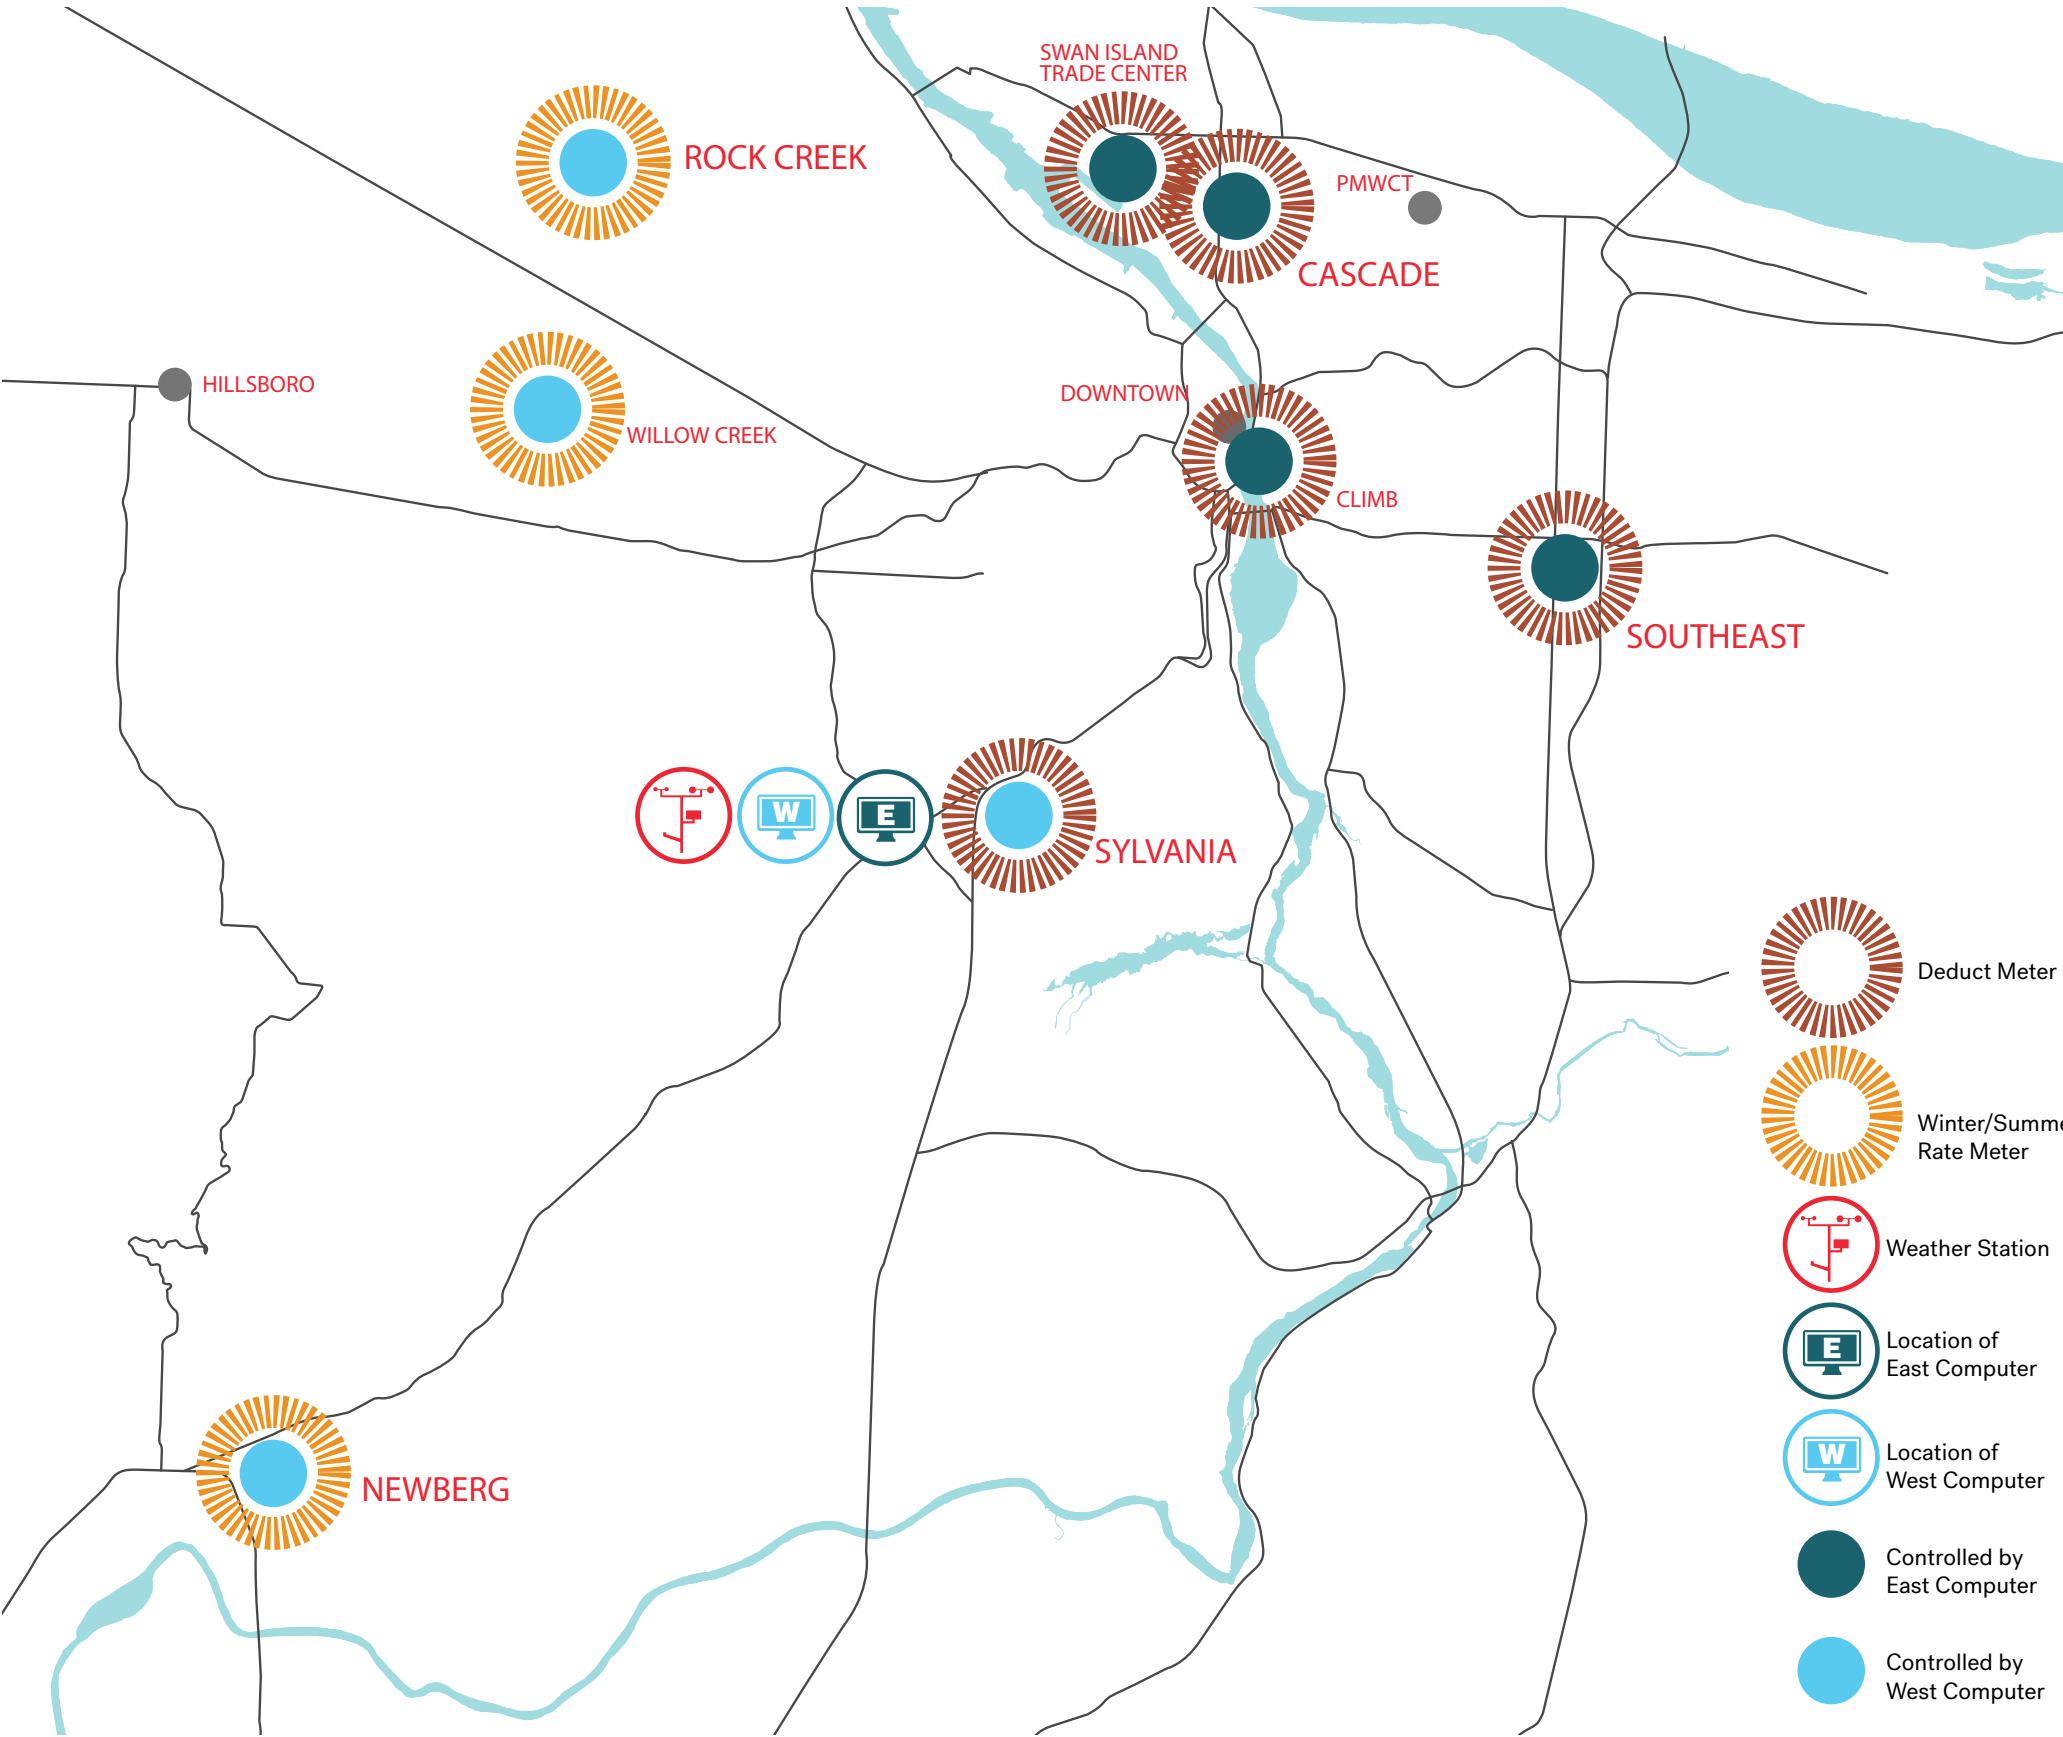 SWAN ISLAND
TRADE CENTER
ROCK CREEK
PMWCT
CASCADE
HILLSBORO
DOWNTOWN
WILLOW CREEK
CLIMB
SOUTHEAST
W
E
SYLVANIA
NEWBERG
Deduct Meter
Winter/Summe
Rate Meter
Weather Station
E
Location of
East Computer
W
Location of
West Computer
Controlled by
East Computer
Controlled by
West Computer